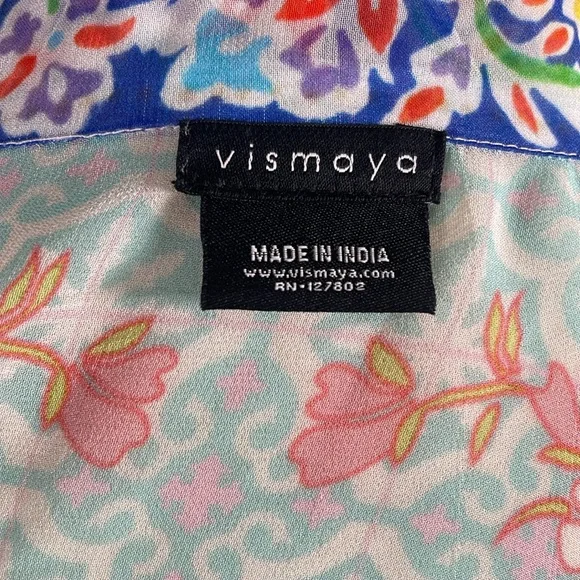 vismaya
MADE IN INDIA
www.vismaya.com
RN-127802